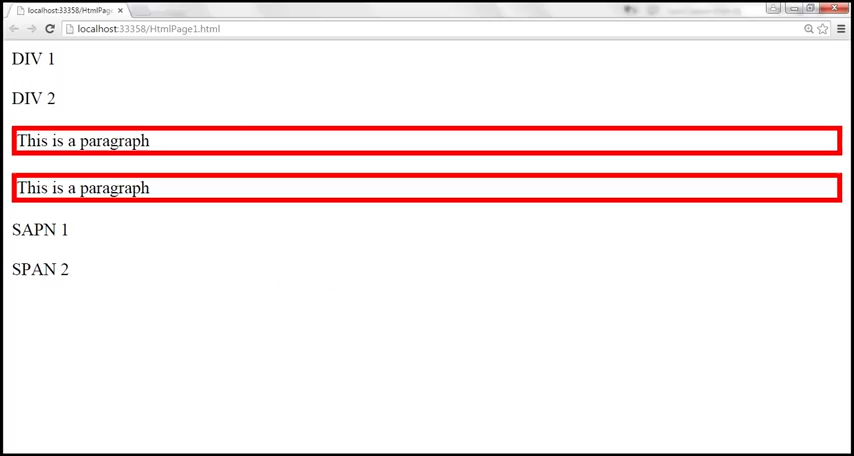 localhost:33358/HtmlPag
localhost:33358/HtmlPage1.html
DIV 1
DIV 2
This is a paragraph
This is a paragraph
SAPN 1
SPAN 2